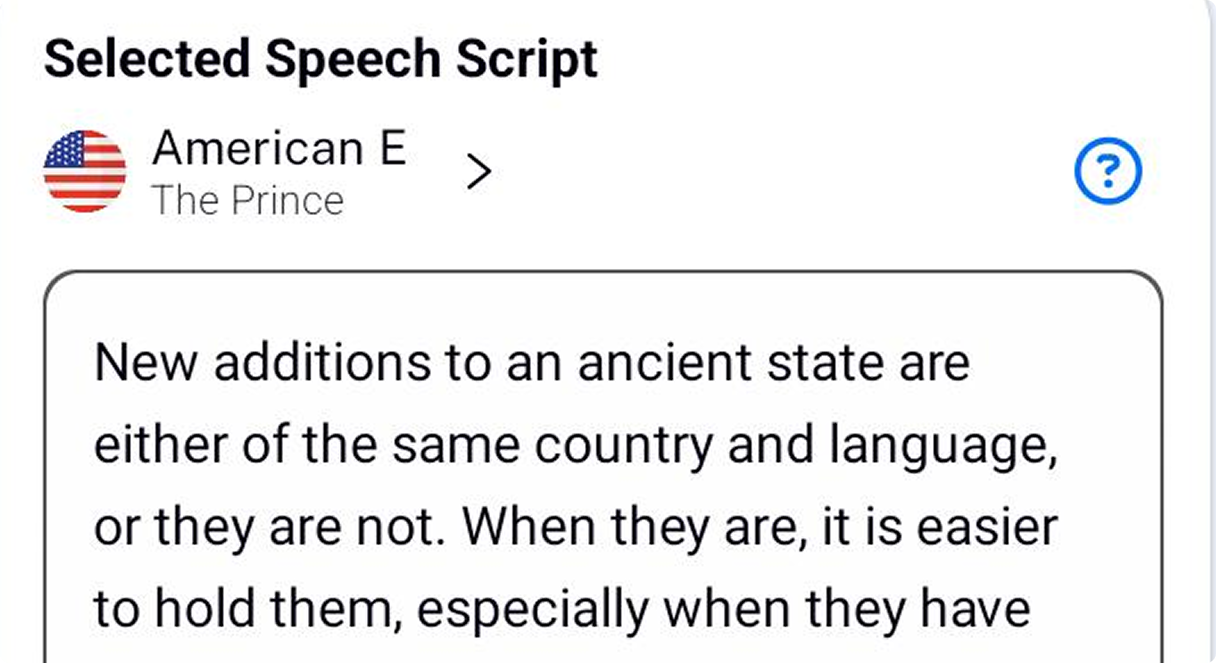 Selected Speech Script
American E
The Prince
New additions to an ancient state are
either of the same country and language,
or they are not. When they are, it is easier
to hold them, especially when they have